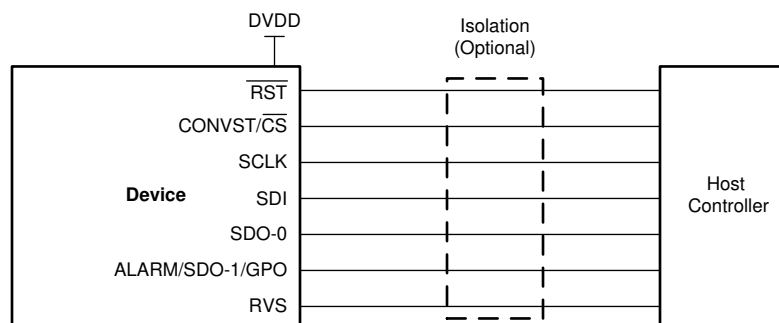 DVDD
Isolation
(Optional)
RST
CONVST/CS
SCLK
Device
SDI
SDO-0
ALARM/SDO-1/GPO
RVS
Host
Controller